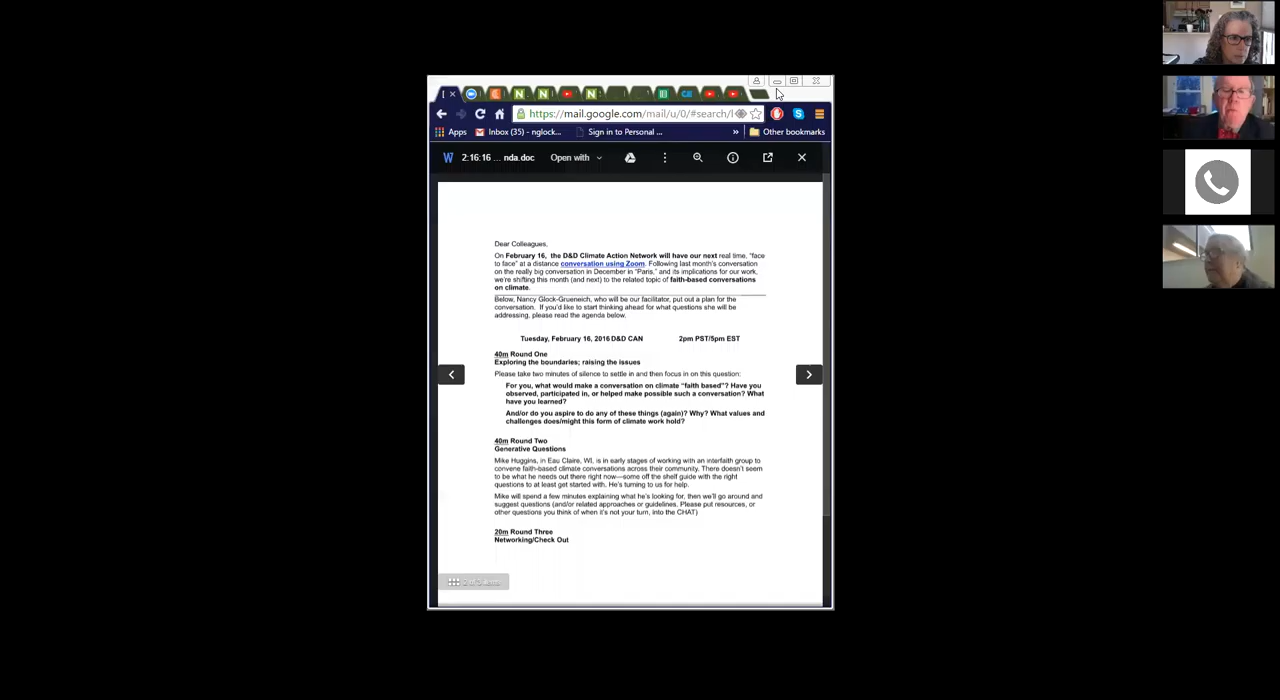 https://mail.google.com/mail/u/0/#search/
Apps Inbox (35) - nglock... Sign in to Personal ... » Other bookmarks
W 2:16:16 ... nda.doc Open with
Dear Colleagues,
On February 16, the D&D Climate Action Network will have our next real time, "face
to face" at a distance conversation using Zoom. Following last month's conversation
on the really big conversation in December in "Paris," and its implications for our work,
we're shifting this month (and next) to the related topic of faith-based conversations
on climate.
Below, Nancy Glock-Grueneich, who will be our facilitator, put out a plan for the
conversation. If you'd like to start thinking ahead for what questions she will be
addressing, please read the agenda below.
Tuesday, February 16, 2016 D&D CAN 2pm PST/5pm EST
40m Round One
Exploring the boundaries; raising the issues
Please take two minutes of silence to settle in and then focus in on this question:
For you, what would make a conversation on climate "faith based"? Have you
observed, participated in, or helped make possible such a conversation? What
have you learned?
And/or do you aspire to do any of these things (again)? Why? What values and
challenges does/might this form of climate work hold?
40m Round Two
Generative Questions
Mike Huggins, in Eau Claire, WI, is in early stages of working with an interfaith group to
convene faith-based climate conversations across their community. There doesn't seem
to be what he needs out there right now—some off the shelf guide with the right
questions to at least get started with. He's turning to us for help.
Mike will spend a few minutes explaining what he's looking for, then we'll go around and
suggest questions (and/or related approaches or guidelines. Please put resources, or
other questions you think of when it's not your turn, into the CHAT)
20m Round Three
Networking/Check Out